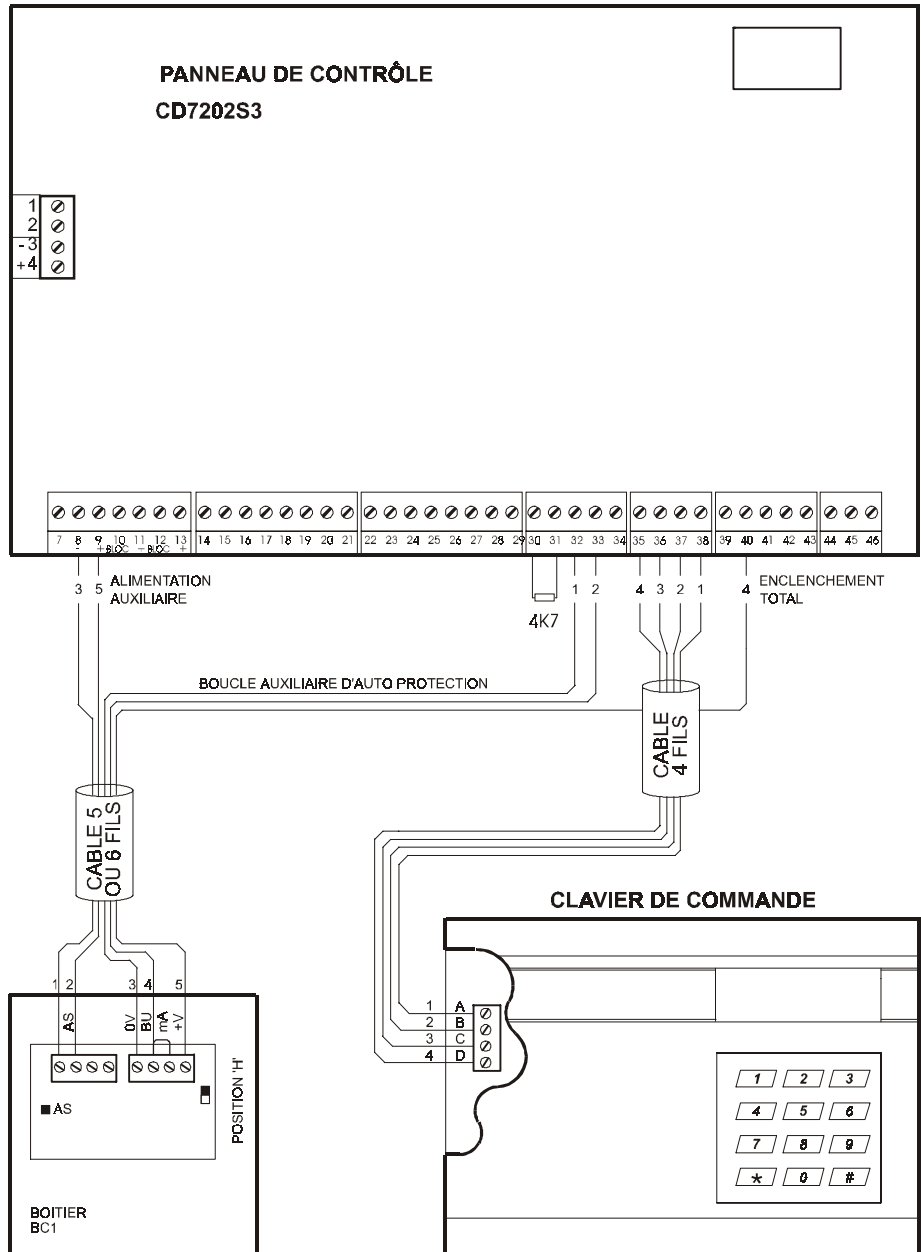 PANNEAU DE CONTRÔLE
CD7202S3
1
2
- 3
+ 4
7 8 9 10 11 12 13 14 15 16 17 18 19 20 21 22 23 24 25 26 27 28 29 30 31 32 33 34 35 36 37 38 39 40 41 42 43 44 45 46
- + BLOC - BLOC +
3 5 ALIMENTATION
AUXILIAIRE
4K7
1 2
4 3 2 1
4 ENCLENCHEMENT
TOTAL
BOUCLE AUXILIAIRE D'AUTO PROTECTION
CABLE
4 FILS
CABLE 5
OU 6 FILS
CLAVIER DE COMMANDE
1 2 3 4 5
AS 0V BU mA +V
AS
POSITION 'H'
BOITIER
BC1
1 A
2 B
3 C
4 D
1 2 3
4 5 6
7 8 9
* 0 #